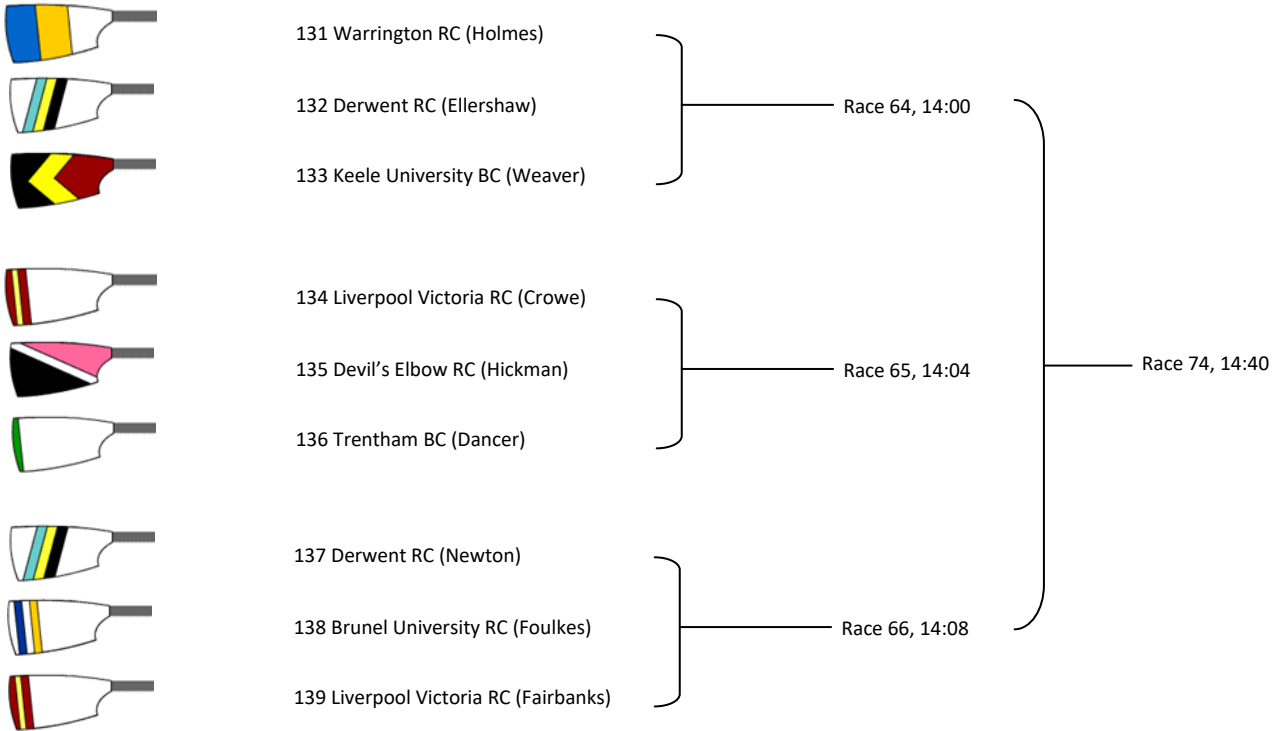 131 Warrington RC (Holmes)
132 Derwent RC (Ellershaw)
Race 64, 14:00
133 Keele University BC (Weaver)
134 Liverpool Victoria RC (Crowe)
135 Devil’s Elbow RC (Hickman)
Race 65, 14:04
Race 74, 14:40
136 Trentham BC (Dancer)
137 Derwent RC (Newton)
138 Brunel University RC (Foulkes)
Race 66, 14:08
139 Liverpool Victoria RC (Fairbanks)